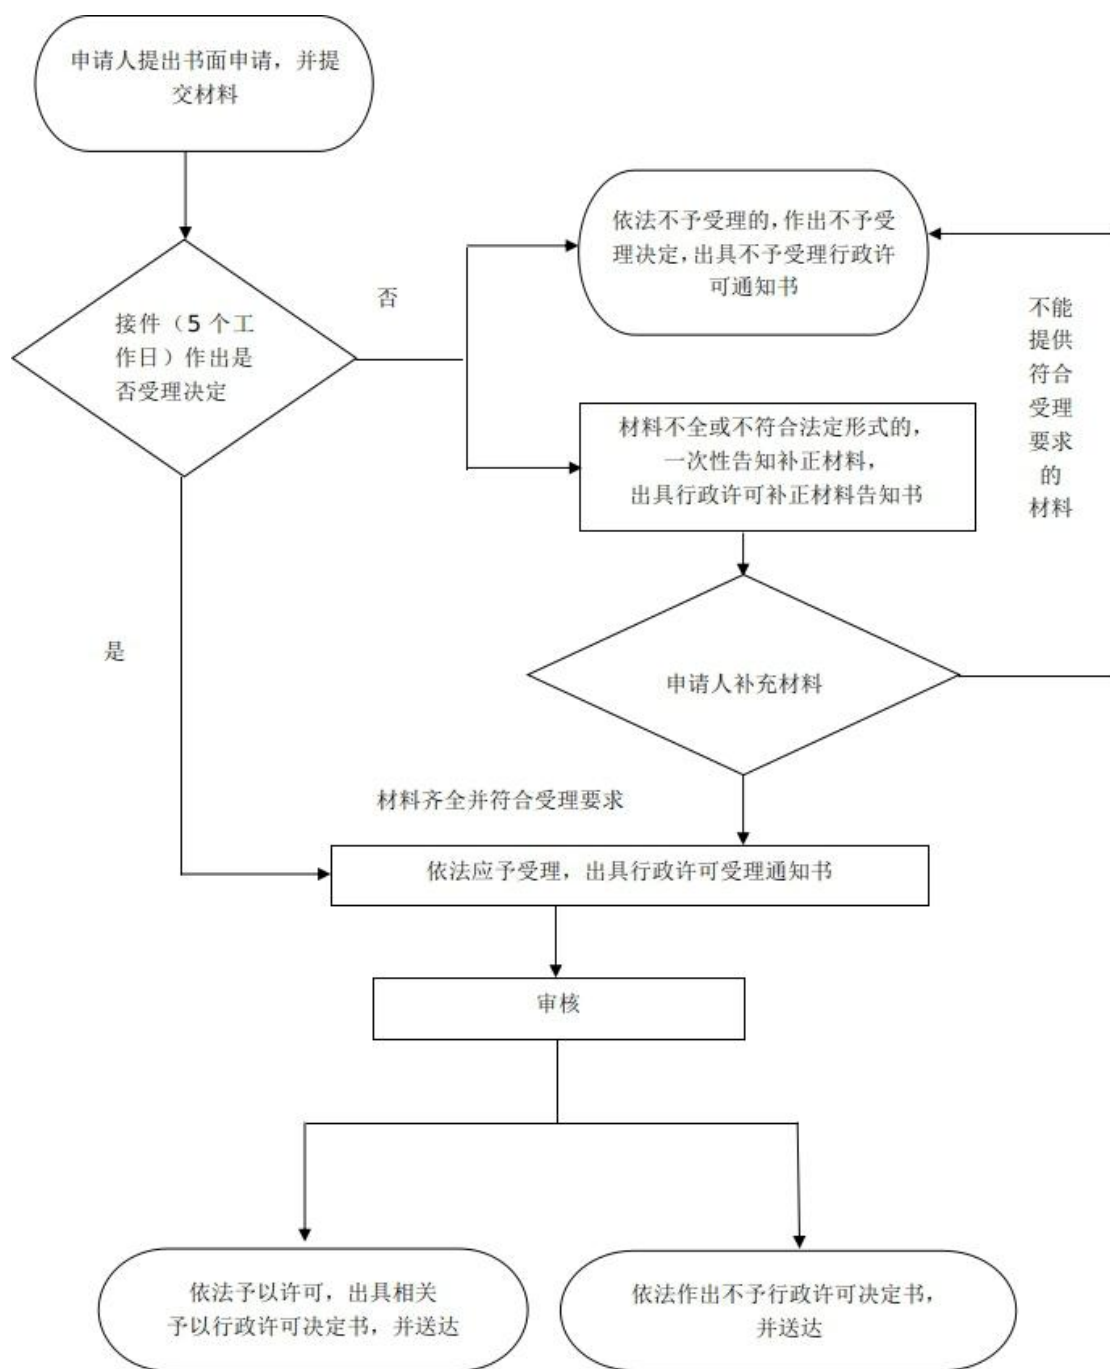 申请人提出书面申请，并提
交材料
依法不予受理的，作出不予受
理决定，出具不予受理行政许
可通知书
否
接件（5 个工
作日）作出是
否受理决定
不能
提供
符合
受理
要求
的
材料
材料不全或不符合法定形式的，
一次性告知补正材料，
出具行政许可补正材料告知书
是
申请人补充材料
材料齐全并符合受理要求
依法应予受理，出具行政许可受理通知书
审核
依法予以许可，出具相关
予以行政许可决定书，并送达
依法作出不予行政许可决定书，
并送达